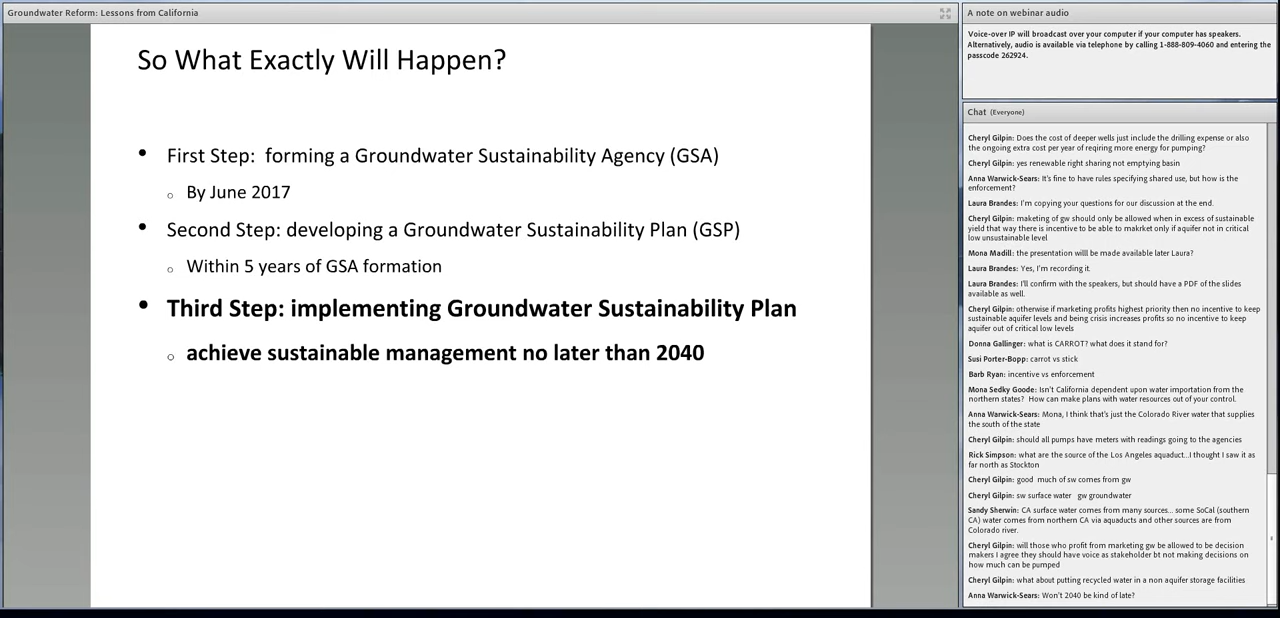 Groundwater Reform: Lessons from California
So What Exactly Will Happen?
• First Step: forming a Groundwater Sustainability Agency (GSA)
o By June 2017
• Second Step: developing a Groundwater Sustainability Plan (GSP)
o Within 5 years of GSA formation
• Third Step: implementing Groundwater Sustainability Plan
o achieve sustainable management no later than 2040
A note on webinar audio
Voice-over IP will broadcast over your computer if your computer has speakers.
Alternatively, audio is available via telephone by calling 1-888-809-4060 and entering the
passcode 262924.
Chat (Everyone)
Cheryl Gilpin: Does the cost of deeper wells just include the drilling expense or also
the ongoing extra cost per year of reqiring more energy for pumping?
Cheryl Gilpin: yes renewable right sharing not emptying basin
Anna Warwick-Sears: It's fine to have rules specifying shared use, but how is the
enforcement?
Laura Brandes: I'm copying your questions for our discussion at the end.
Cheryl Gilpin: maketing of gw should only be allowed when in excess of sustainable
yield that way there is incentive to be able to makrket only if aquifer not in critical
low unsustainable level
Mona Madill: the presentation willl be made available later Laura?
Laura Brandes: Yes, I'm recording it.
Laura Brandes: I'll confirm with the speakers, but should have a PDF of the slides
available as well.
Cheryl Gilpin: otherwise if marketing profits highest priority then no incentive to keep
sustainable aquifer levels and being crisis increases profits so no incentive to keep
aquifer out of critical low levels
Donna Gallinger: what is CARROT? what does it stand for?
Susi Porter-Bopp: carrot vs stick
Barb Ryan: incentive vs enforcement
Mona Sedky Goode: Isn't California dependent upon water importation from the
northern states? How can make plans with water resources out of your control.
Anna Warwick-Sears: Mona, I think that's just the Colorado River water that supplies
the south of the state
Cheryl Gilpin: should all pumps have meters with readings going to the agencies
Rick Simpson: what are the source of the Los Angeles aquaduct...I thought I saw it as
far north as Stockton
Cheryl Gilpin: good much of sw comes from gw
Cheryl Gilpin: sw surface water gw groundwater
Sandy Sherwin: CA surface water comes from many sources... some SoCal (southern
CA) water comes from northern CA via aquaducts and other sources are from
Colorado river.
Cheryl Gilpin: will those who profit from marketing gw be allowed to be decision
makers I agree they should have voice as stakeholder bt not making decisions on
how much can be pumped
Cheryl Gilpin: what about putting recycled water in a non aquifer storage facilities
Anna Warwick-Sears: Won't 2040 be kind of late?